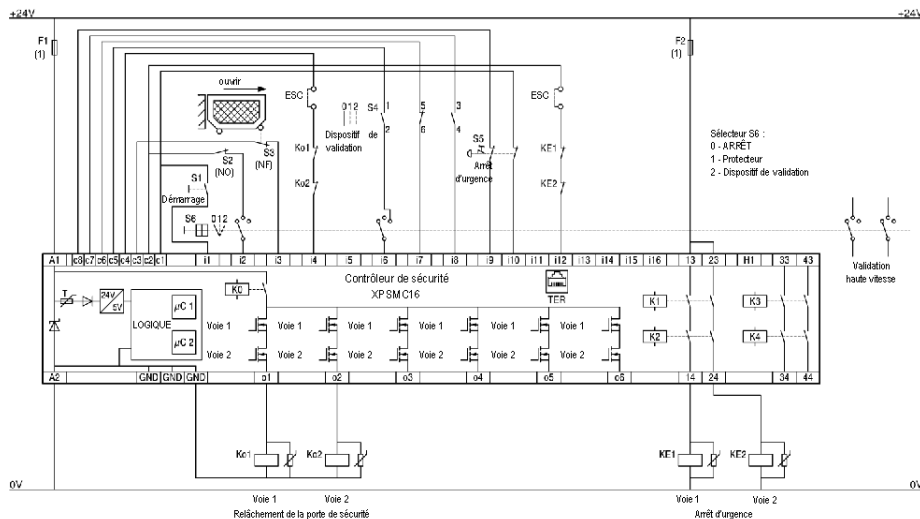 +24V
+24V
F1
(1)
F2
(1)
ouvrir
ESC
ESC
012
S4
1
5
3
2
6
4
Dispositif de
validation
S3
(NF)
S2
(NO)
S1
Démarrage
S6
012
Ko1
Ko2
S5
Arrêt
d'urgence
KE1
KE2
Sélecteur S6 :
0 - ARRÊT
1 - Protecteur
2 - Dispositif de validation
Validation
haute vitesse
A1 c8 c7 c6 c5 c4 c3 c2 c1 i1 i2 i3 i4 i5 i6 i7 i8 i9 i10 i11 i12 i13 i14 i15 i16 13 23 H1 33 43
Contrôleur de sécurité
XPSMC16
TER
T
24V
5V
LOGIQUE
µC 1
µC 2
K0
K1
K2
K3
K4
Voie 1 Voie 1 Voie 1 Voie 1 Voie 1 Voie 1
Voie 2 Voie 2 Voie 2 Voie 2 Voie 2 Voie 2
A2 GND GND GND o1 o2 o3 o4 o5 o6 14 24 34 44
Ko1 Ko2 KE1 KE2
0V
0V
Voie 1 Voie 2 Voie 1 Voie 2
Relâchement de la porte de sécurité
Arrêt d'urgence